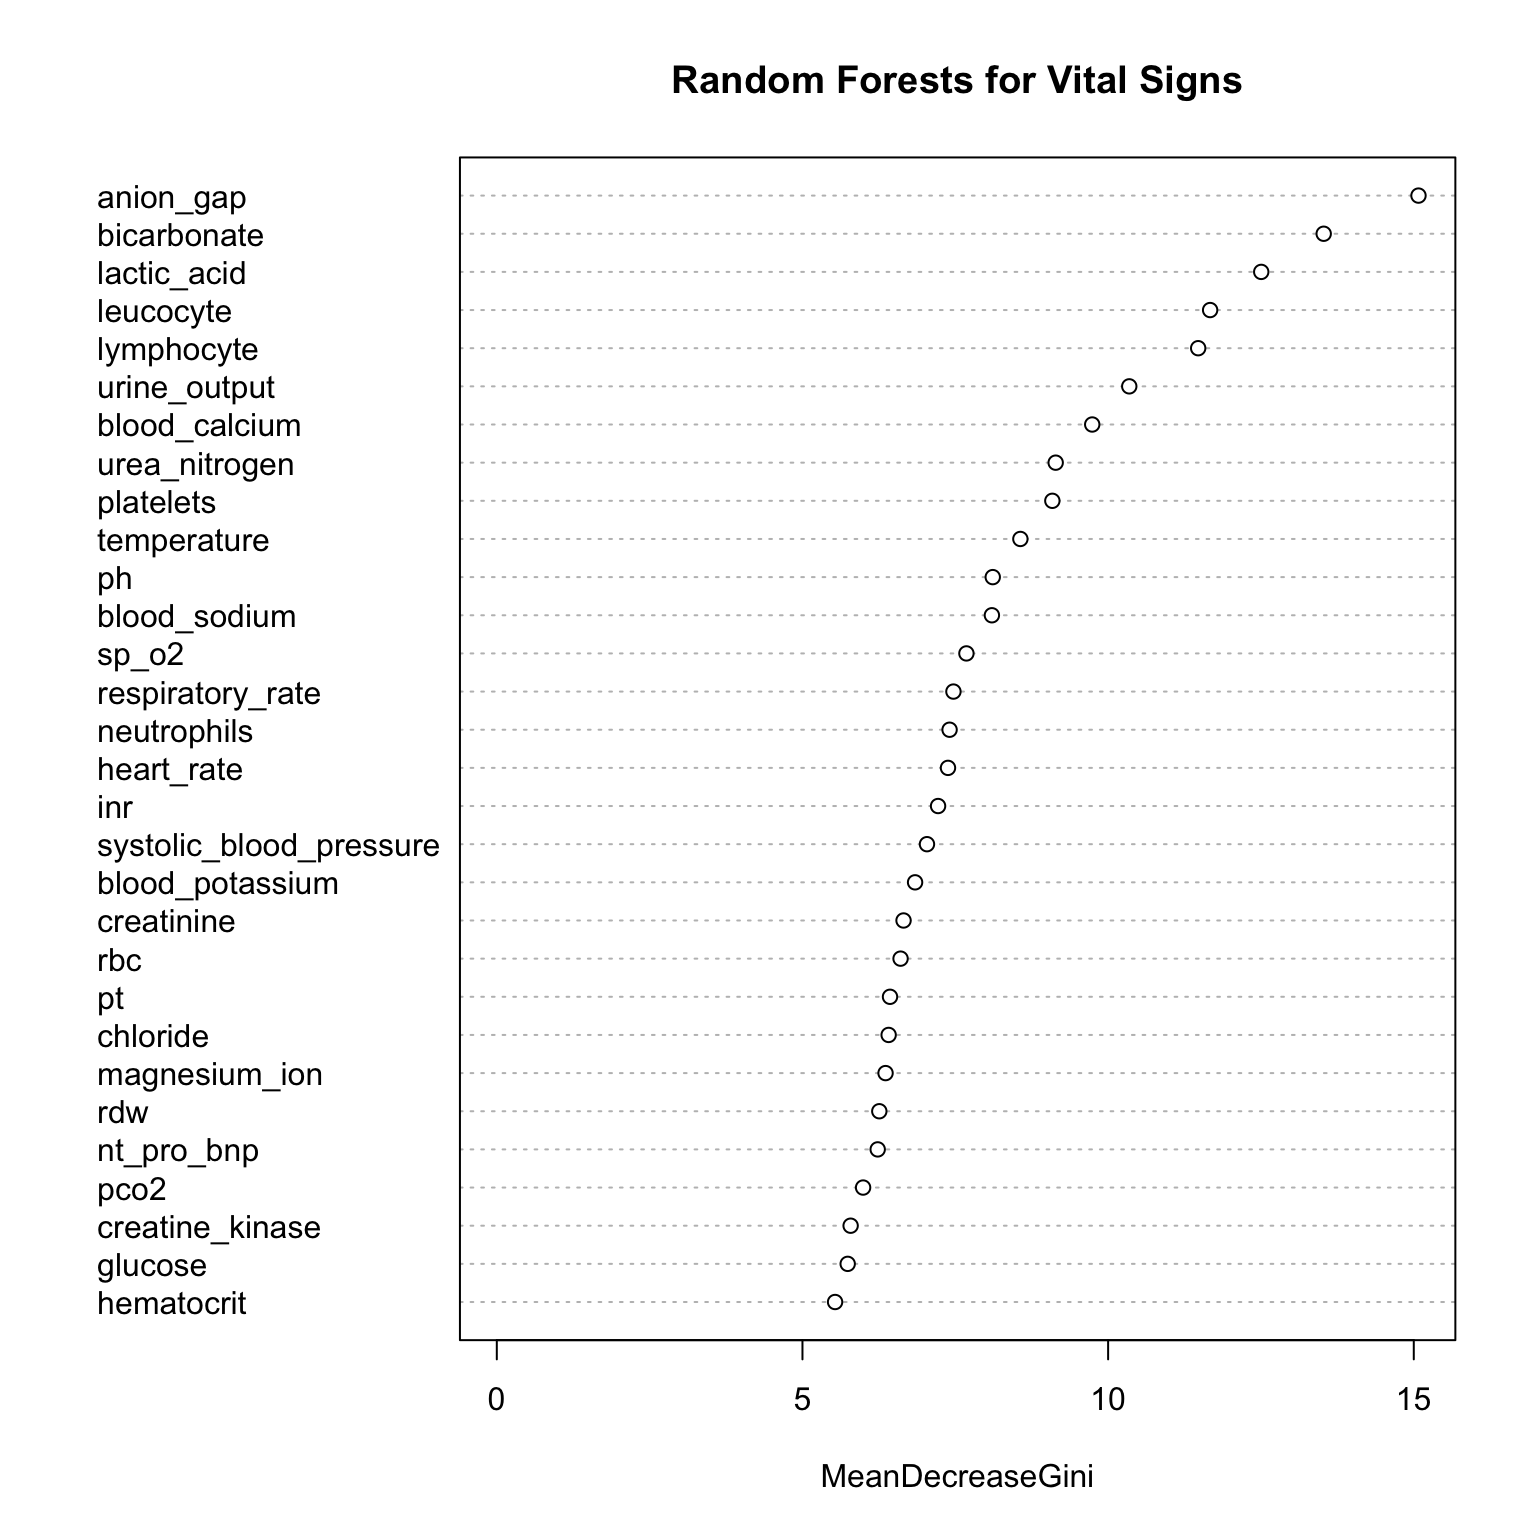 Random Forests for Vital Signs
anion_gap
bicarbonate
lactic_acid
leucocyte
lymphocyte
urine_output
blood_calcium
urea_nitrogen
platelets
temperature
ph
blood_sodium
sp_o2
respiratory_rate
neutrophils
heart_rate
inr
systolic_blood_pressure
blood_potassium
creatinine
rbc
pt
chloride
magnesium_ion
rdw
nt_pro_bnp
pco2
creatine_kinase
glucose
hematocrit
0 5 10 15
MeanDecreaseGini